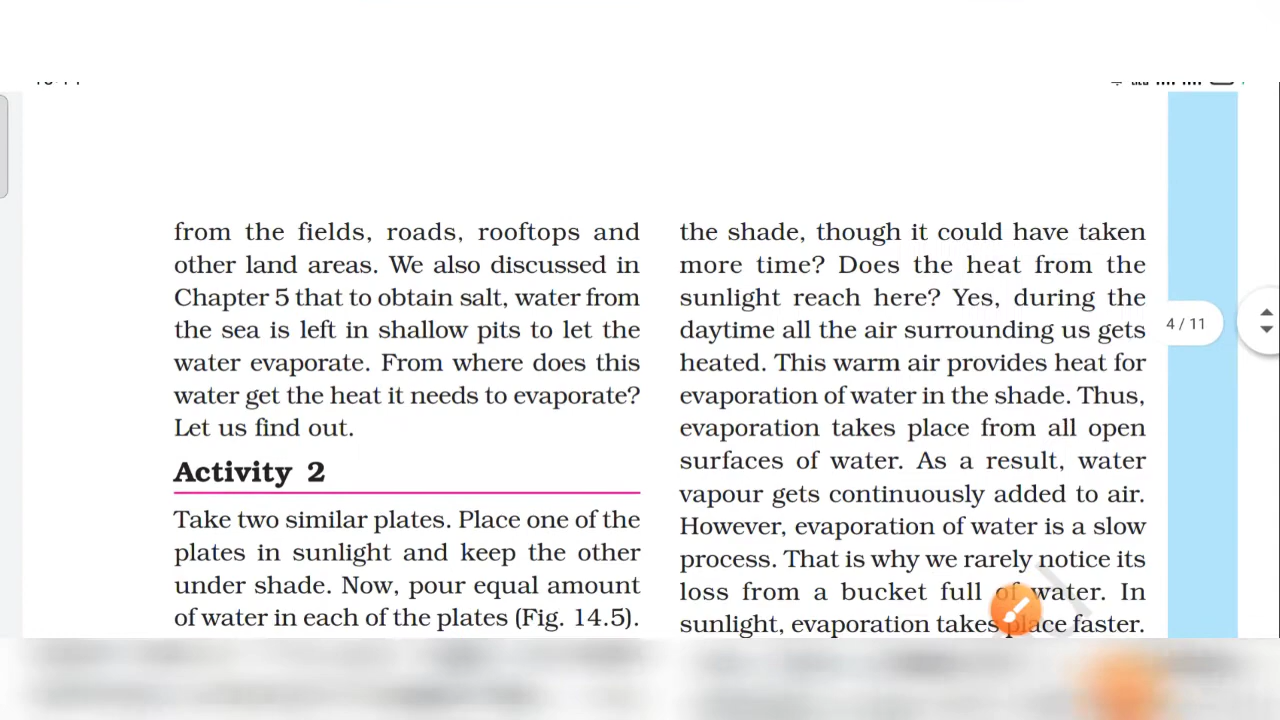 from the fields, roads, rooftops and
other land areas. We also discussed in
Chapter 5 that to obtain salt, water from
the sea is left in shallow pits to let the
water evaporate. From where does this
water get the heat it needs to evaporate?
Let us find out.
Activity 2
Take two similar plates. Place one of the
plates in sunlight and keep the other
under shade. Now, pour equal amount
of water in each of the plates (Fig. 14.5).
the shade, though it could have taken
more time? Does the heat from the
sunlight reach here? Yes, during the
daytime all the air surrounding us gets
heated. This warm air provides heat for
evaporation of water in the shade. Thus,
evaporation takes place from all open
surfaces of water. As a result, water
vapour gets continuously added to air.
However, evaporation of water is a slow
process. That is why we rarely notice its
loss from a bucket full of water. In
sunlight, evaporation takes place faster.
4 / 11